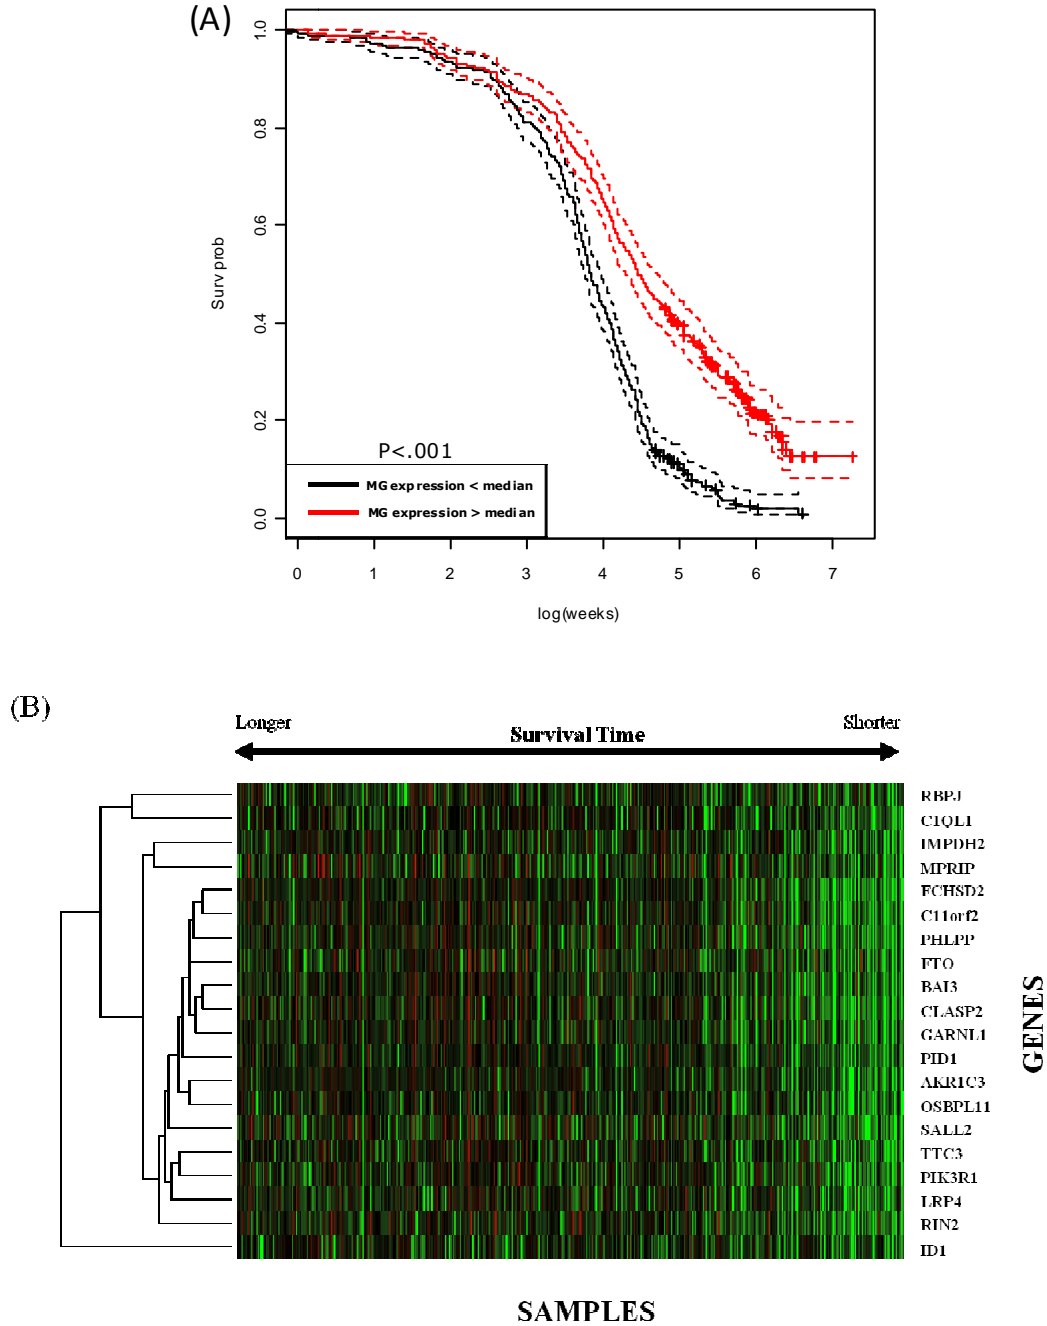 (A)
1.0
0.8
0.6
0.4
0.2
0.0
Surv prob
P<.001
MG expression < median
MG expression > median
0 1 2 3 4 5 6 7
log(weeks)
(B)
Longer
Survival Time
Shorter
RBPJ
C1QL1
IMPDH2
MPRIP
FCHSD2
C11orf2
PHLPP
FTO
BAI3
CLASP2
GARNL1
PID1
AKR1C3
OSBPL11
SALL2
TTC3
PIK3R1
LRP4
RIN2
ID1
GENES
SAMPLES